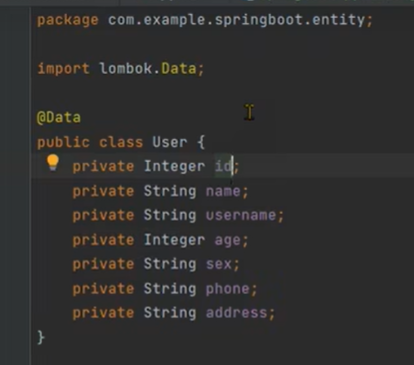 package com.example.springboot.entity;
import lombok.Data;
@Data
public class User {
private Integer id;
private String name;
private String username;
private Integer age;
private String sex;
private String phone;
private String address;
}